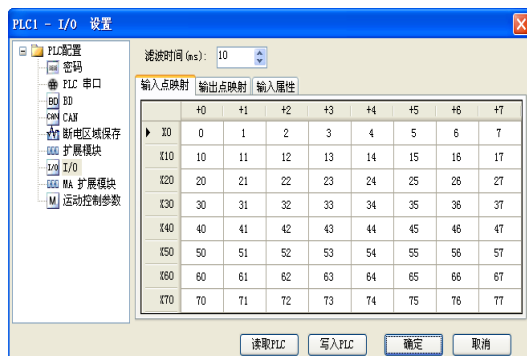 PLC1 - I/O 设置
PLC配置
密码
PLC 串口
BD BD
CAN CAN
断电区域保存
扩展模块
I/O I/O
MA 扩展模块
M 运动控制参数
滤波时间(ms): 10
输入点映射 输出点映射 输入属性
+0 +1 +2 +3 +4 +5 +6 +7
X0 0 1 2 3 4 5 6 7
X10 10 11 12 13 14 15 16 17
X20 20 21 22 23 24 25 26 27
X30 30 31 32 33 34 35 36 37
X40 40 41 42 43 44 45 46 47
X50 50 51 52 53 54 55 56 57
X60 60 61 62 63 64 65 66 67
X70 70 71 72 73 74 75 76 77
读取PLC 写入PLC 确定 取消